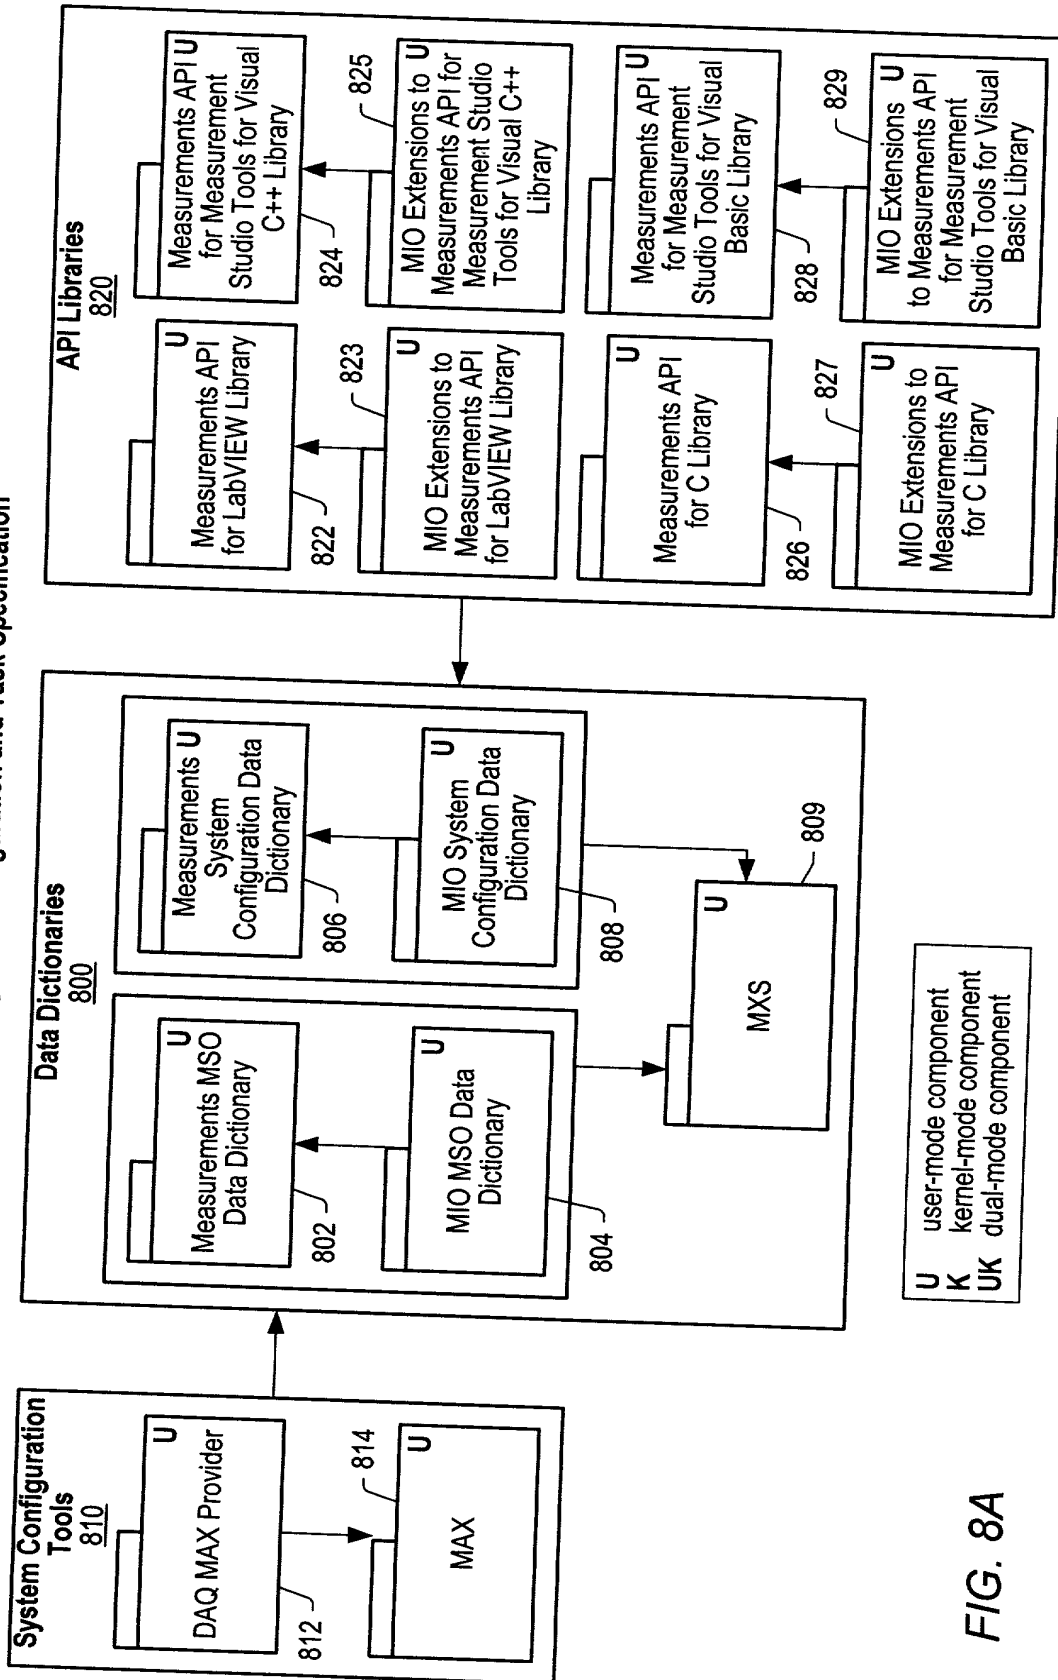 guration and Task Specification
System Configuration
Tools
810
DAQ MAX Provider
U
812
MAX
U
814
Data Dictionaries
800
Measurements MSO
Data Dictionary
U
802
MIO MSO Data
Dictionary
U
804
Measurements U
System
Configuration Data
Dictionary
806
MIO System
Configuration Data
Dictionary
U
808
MXS
U
809
API Libraries
820
Measurements API
for LabVIEW Library
U
822
MIO Extensions to
Measurements API
for LabVIEW Library
U
823
Measurements API U
for Measurement
Studio Tools for Visual
C++ Library
824
MIO Extensions to U
Measurements API for
Measurement Studio
Tools for Visual C++
Library
825
Measurements API
for C Library
U
826
MIO Extensions to
Measurements API
for C Library
U
827
Measurements API U
for Measurement
Studio Tools for Visual
Basic Library
828
MIO Extensions U
to Measurements API
for Measurement
Studio Tools for Visual
Basic Library
829
U user-mode component
K kernel-mode component
UK dual-mode component
FIG. 8A